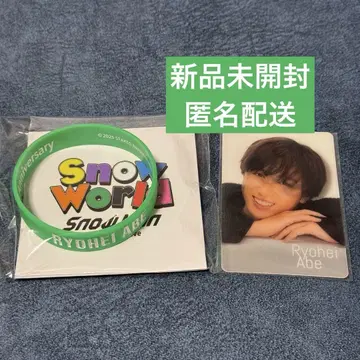 新品未開封
匿名配送
Anniversary
RYOHEI ABE
Snow
World
Snow Man
Ryohei
Abe